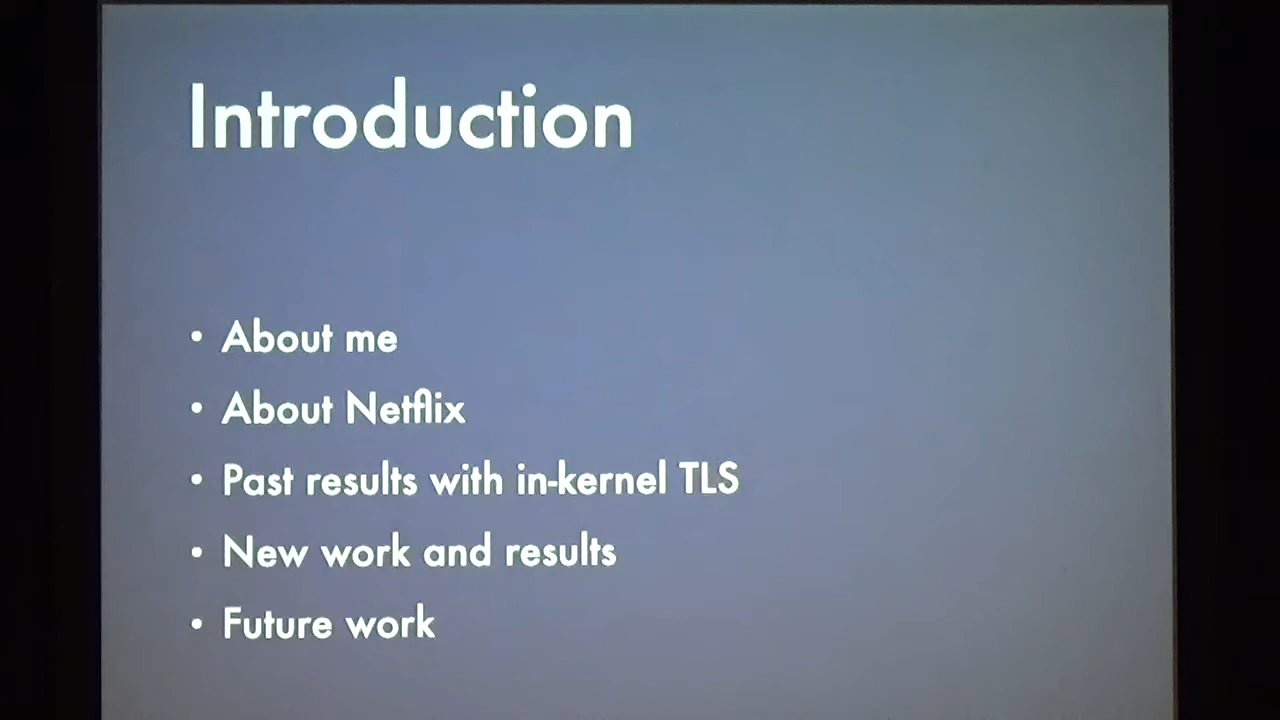 Introduction
• About me
• About Netflix
• Past results with in-kernel TLS
• New work and results
• Future work